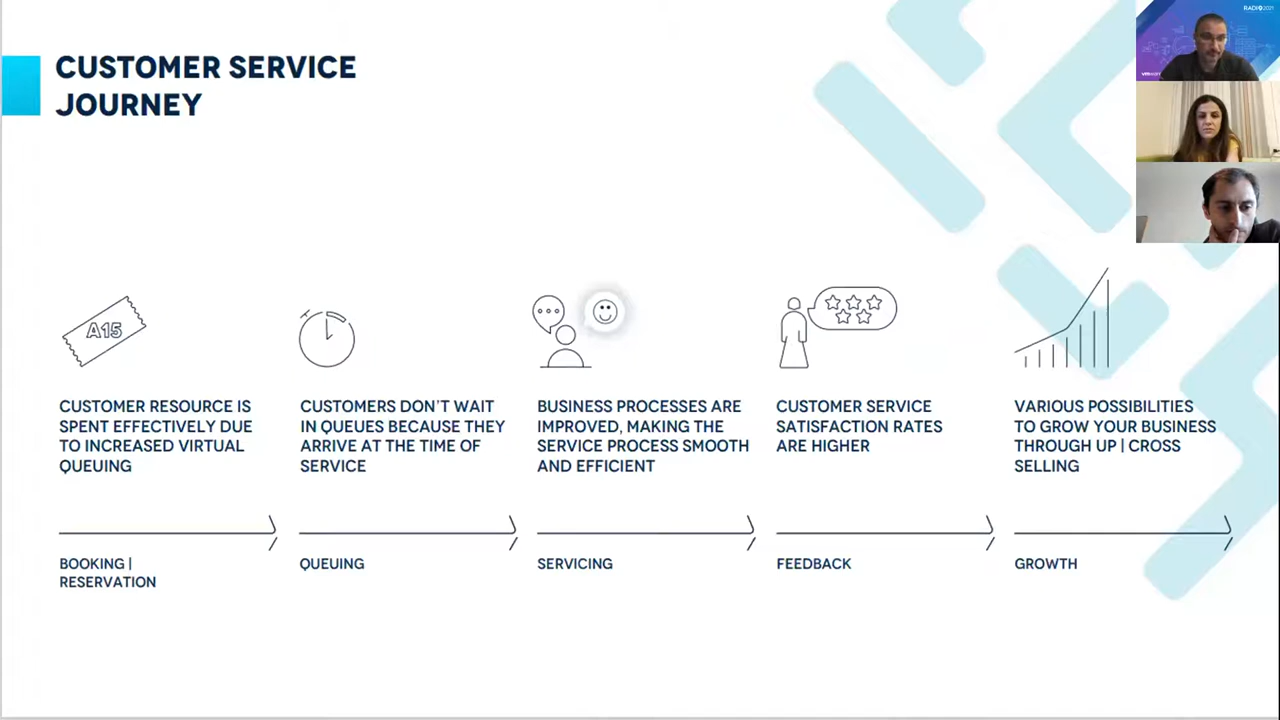 RADIO2021
CUSTOMER SERVICE
JOURNEY
vmware
A15
CUSTOMER RESOURCE IS
SPENT EFFECTIVELY DUE
TO INCREASED VIRTUAL
QUEUING
CUSTOMERS DON'T WAIT
IN QUEUES BECAUSE THEY
ARRIVE AT THE TIME OF
SERVICE
BUSINESS PROCESSES ARE
IMPROVED, MAKING THE
SERVICE PROCESS SMOOTH
AND EFFICIENT
CUSTOMER SERVICE
SATISFACTION RATES
ARE HIGHER
VARIOUS POSSIBILITIES
TO GROW YOUR BUSINESS
THROUGH UP | CROSS
SELLING
BOOKING |
RESERVATION
QUEUING
SERVICING
FEEDBACK
GROWTH